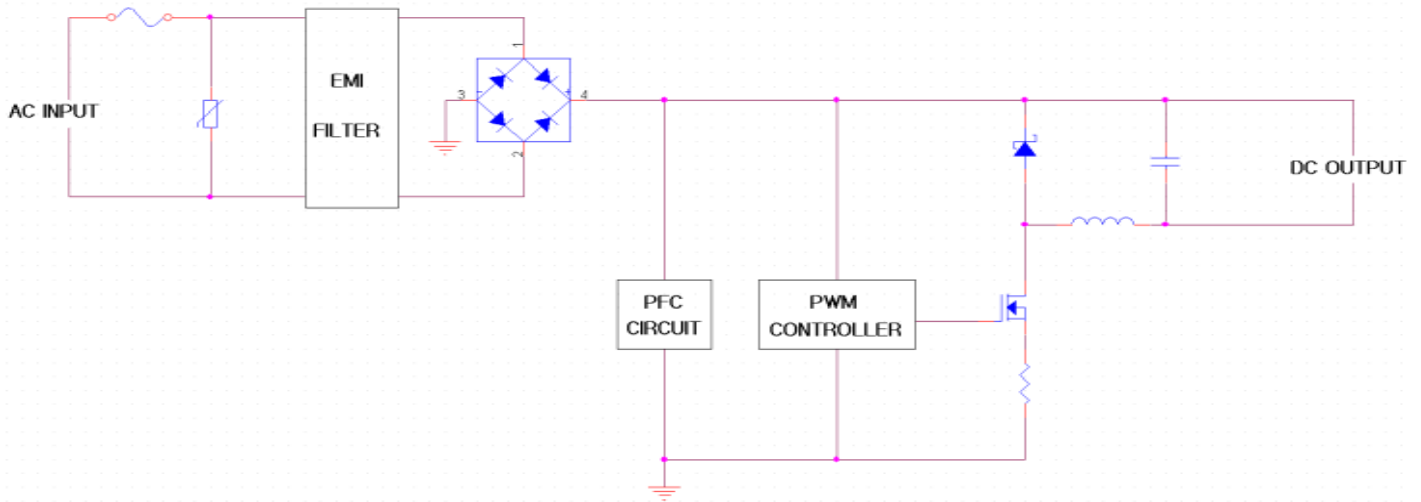 AC INPUT
EMI
FILTER
1
3
-
+
4
2
PFC
CIRCUIT
PWM
CONTROLLER
DC OUTPUT